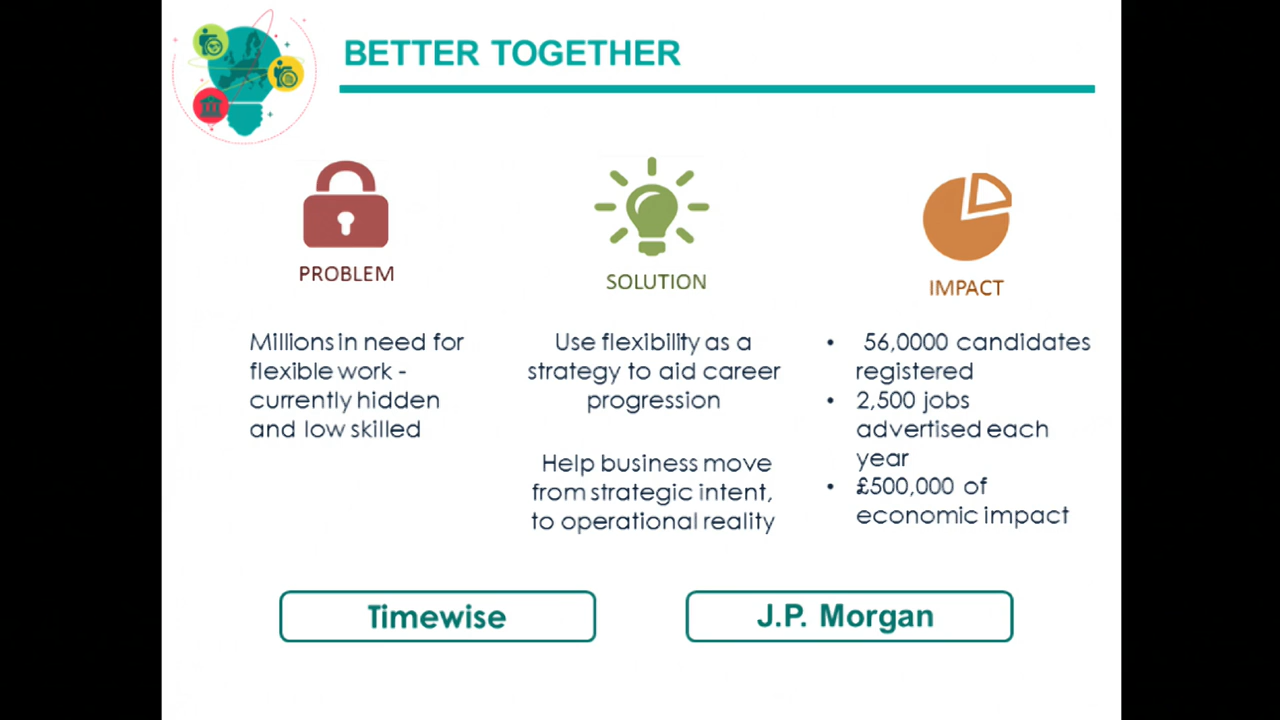 BETTER TOGETHER
PROBLEM
Millions in need for
flexible work -
currently hidden
and low skilled
SOLUTION
Use flexibility as a
strategy to aid career
progression
Help business move
from strategic intent,
to operational reality
IMPACT
• 56,0000 candidates
registered
• 2,500 jobs
advertised each
year
• £500,000 of
economic impact
Timewise
J.P. Morgan